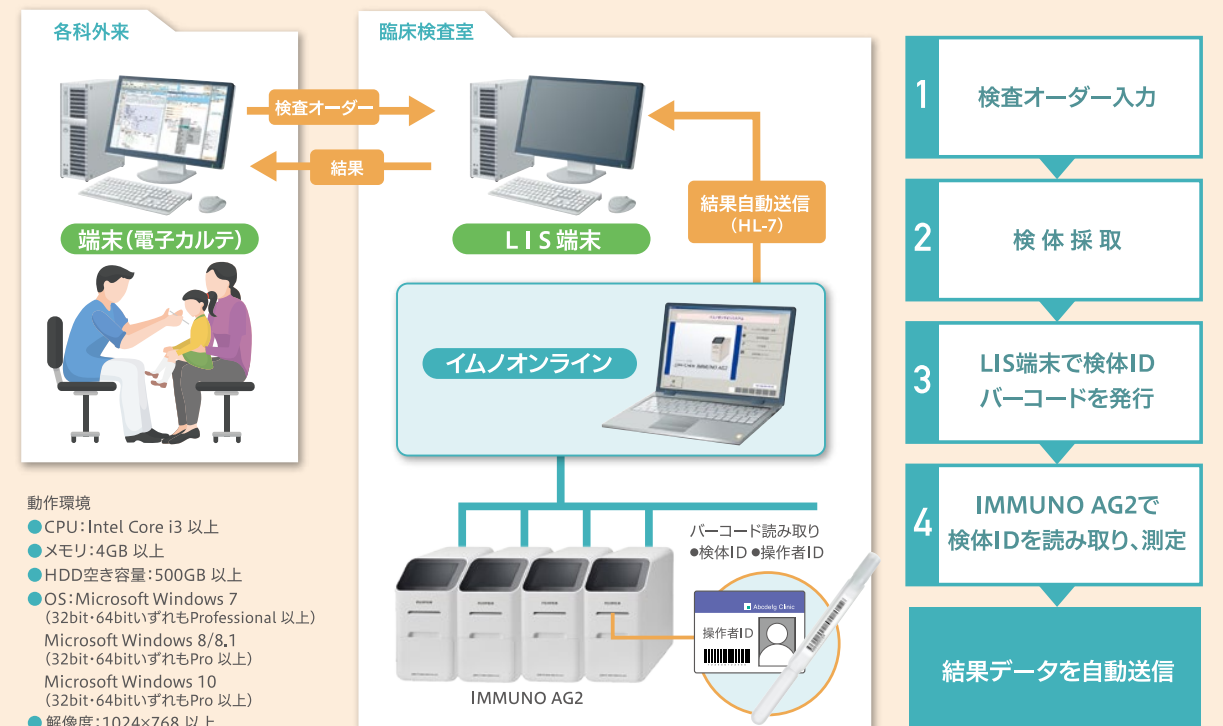 各科外来
検査オーダー
結果
端末(電子カルテ)
臨床検査室
LIS端末
結果自動送信
(HL-7)
イムノオンライン
IMMUNO AG2
バーコード読み取り
●検体ID ●操作者ID
Abcdefg Clinic
操作者ID
動作環境
●CPU:Intel Core i3 以上
●メモリ:4GB 以上
●HDD空き容量:500GB 以上
●OS:Microsoft Windows 7
(32bit・64bitいずれもProfessional 以上)
Microsoft Windows 8/8.1
(32bit・64bitいずれもPro 以上)
Microsoft Windows 10
(32bit・64bitいずれもPro 以上)
●解像度:1024×768 以上
1
検査オーダー入力
2
検体採取
3
LIS端末で検体ID
バーコードを発行
4
IMMUNO AG2で
検体IDを読み取り、測定
結果データを自動送信